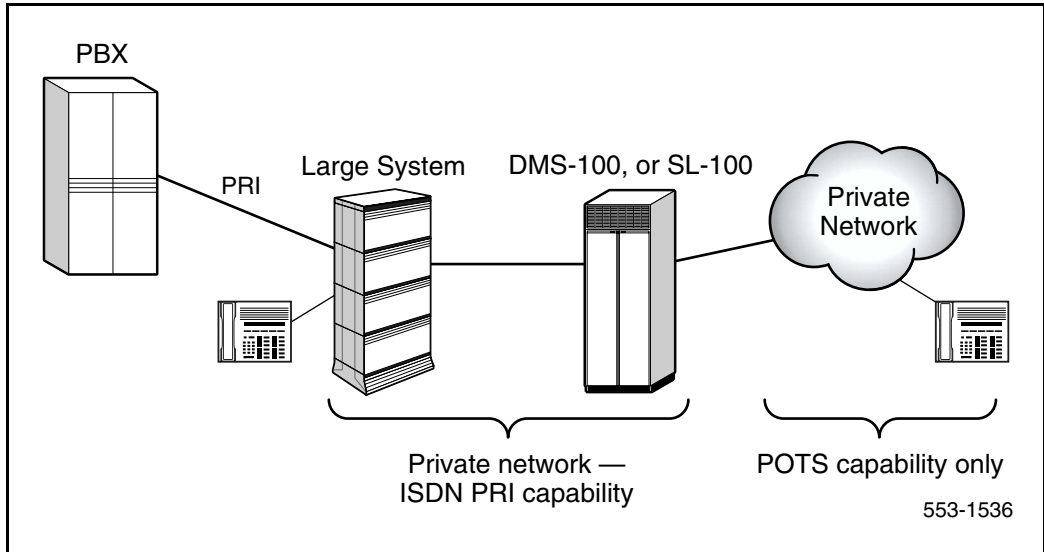 PBX
PRI
Large System
DMS-100, or SL-100
Private
Network
Private network —
ISDN PRI capability
POTS capability only
553-1536